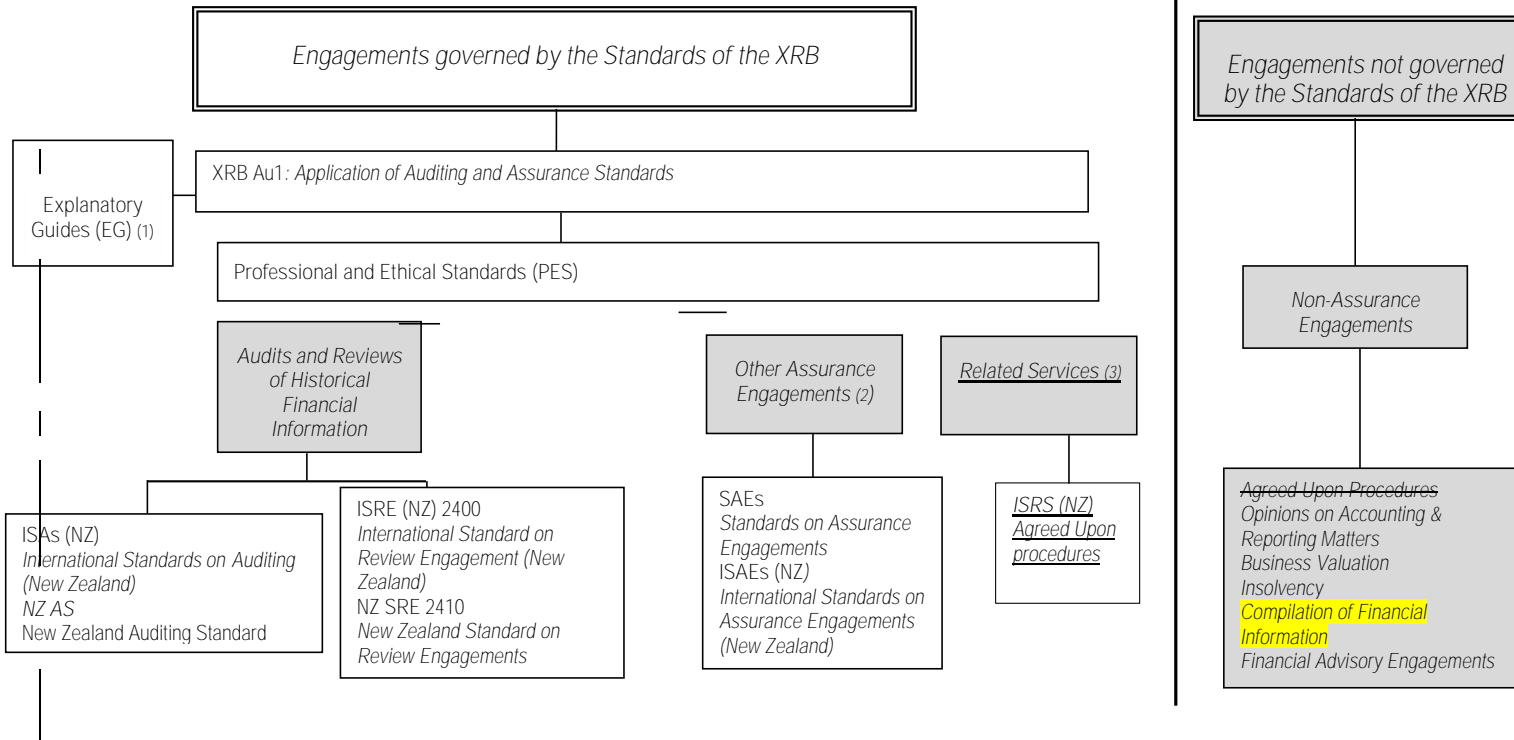 Engagements governed by the Standards of the XRB
Engagements not governed
by the Standards of the XRB
XRB Au1: Application of Auditing and Assurance Standards
Explanatory
Guides (EG) (1)
Professional and Ethical Standards (PES)
Audits and Reviews
of Historical
Financial
Information
Other Assurance
Engagements (2)
Related Services (3)
Non-Assurance
Engagements
ISAs (NZ)
International Standards on Auditing
(New Zealand)
NZ AS
New Zealand Auditing Standard
ISRE (NZ) 2400
International Standard on
Review Engagement (New
Zealand)
NZ SRE 2410
New Zealand Standard on
Review Engagements
SAEs
Standards on Assurance
Engagements
ISAEs (NZ)
International Standards on
Assurance Engagements
(New Zealand)
ISRS (NZ)
Agreed Upon
procedures
Agreed Upon Procedures
Opinions on Accounting &
Reporting Matters
Business Valuation
Insolvency
Compilation of Financial
Information
Financial Advisory Engagements